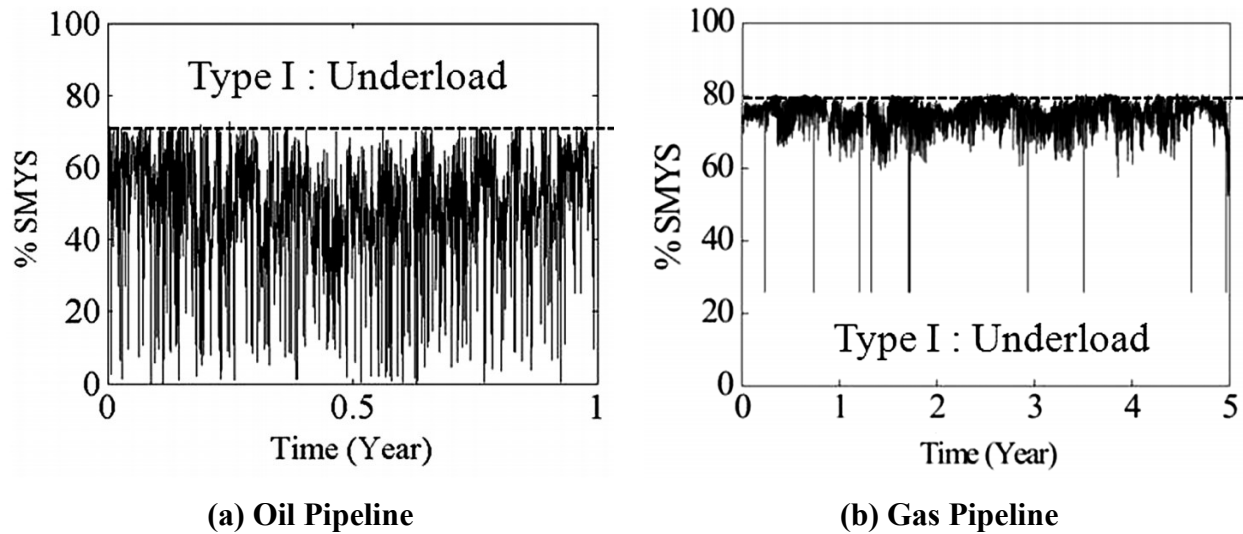 100
80
60
40
20
0
% SMYS
Type I : Underload
0
0.5
1
Time (Year)
(a) Oil Pipeline
100
80
60
40
20
0
% SMYS
Type I : Underload
0
1
2
3
4
5
Time (Year)
(b) Gas Pipeline